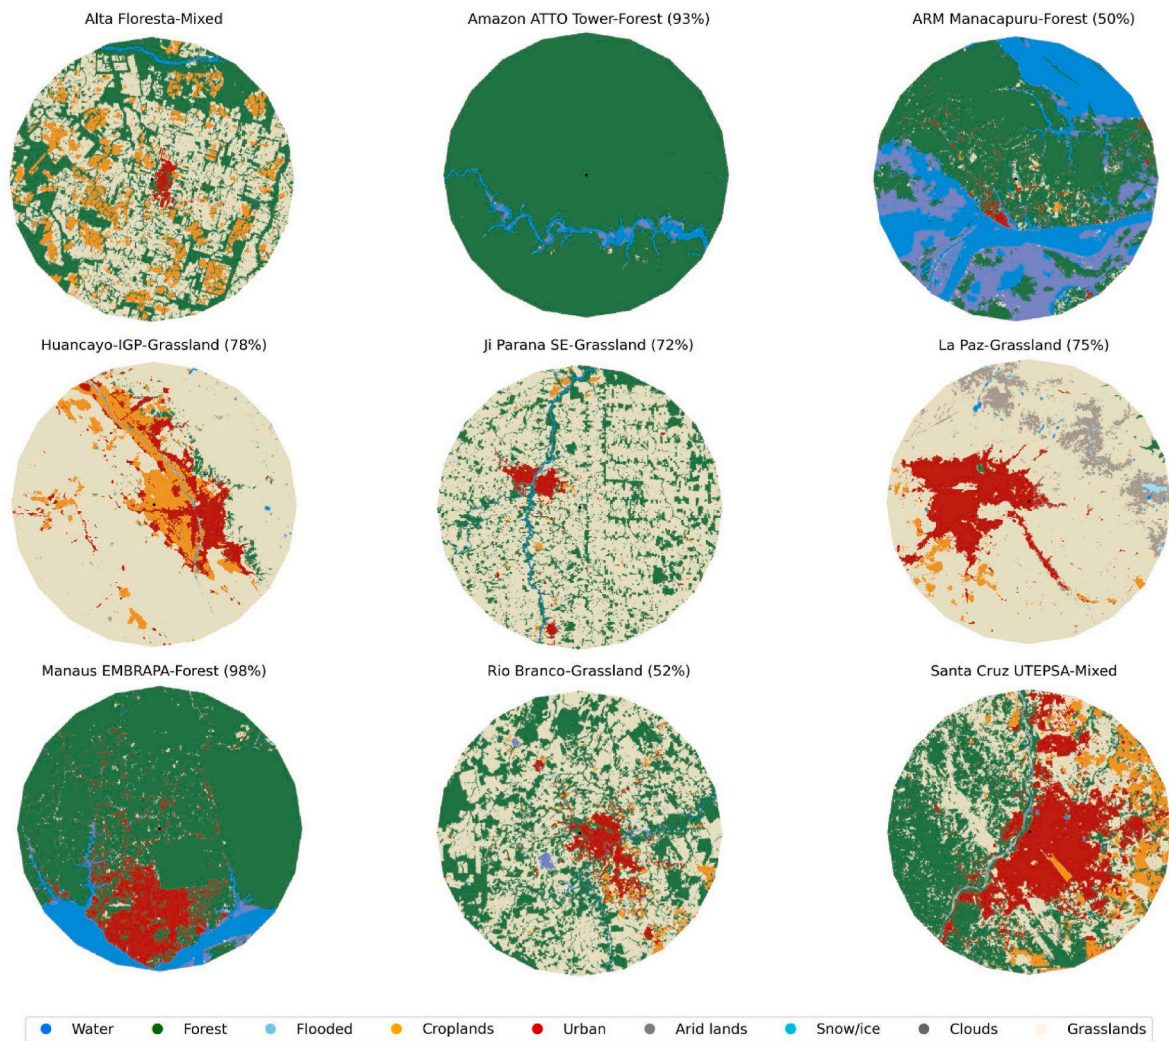 Alta Floresta-Mixed
Amazon ATTO Tower-Forest (93%)
ARM Manacapuru-Forest (50%)
Huancayo-IGP-Grassland (78%)
Ji Parana SE-Grassland (72%)
La Paz-Grassland (75%)
Manaus EMBRAPA-Forest (98%)
Rio Branco-Grassland (52%)
Santa Cruz UTEPSA-Mixed
Water Forest Flooded Croplands Urban Arid lands Snow/ice Clouds Grasslands